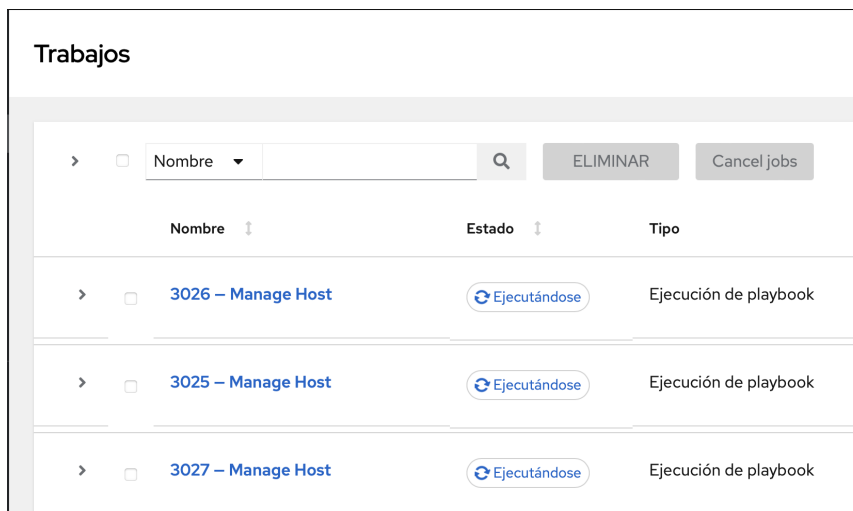 Trabajos
Nombre ELIMINAR Cancel jobs
Nombre Estado Tipo
3026 — Manage Host Ejecutándose Ejecución de playbook
3025 — Manage Host Ejecutándose Ejecución de playbook
3027 — Manage Host Ejecutándose Ejecución de playbook